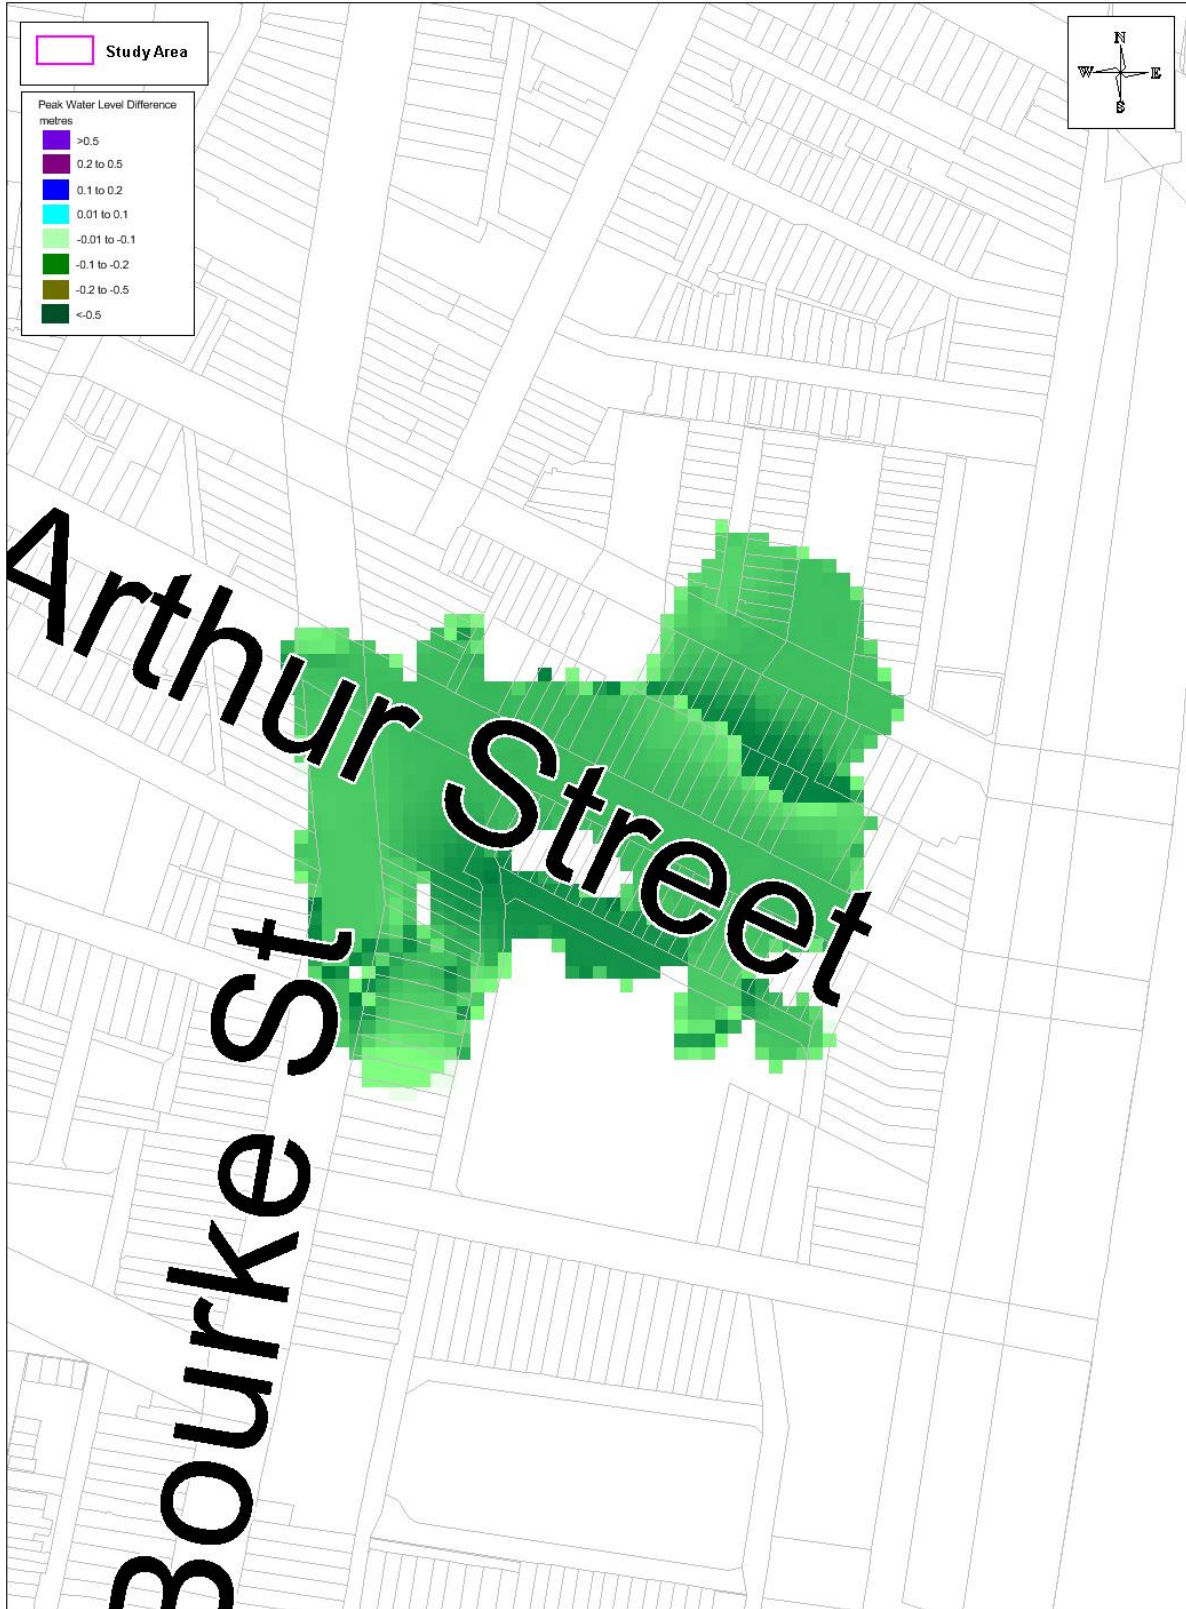 Study Area
Peak Water Level Difference
metres
>0.5
0.2 to 0.5
0.1 to 0.2
0.01 to 0.1
-0.01 to -0.1
-0.1 to -0.2
-0.2 to -0.5
<-0.5
N
W E
S
Arthur Street
Bourke St